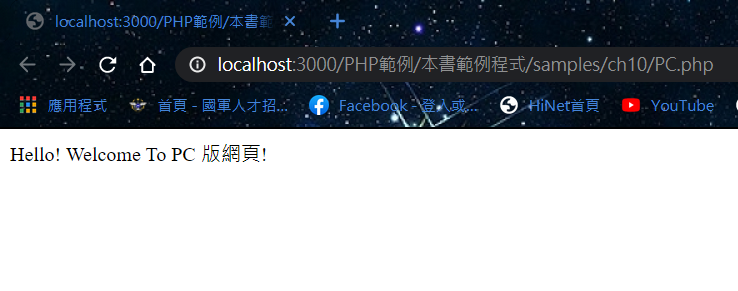 localhost:3000/PHP範例/本書範
localhost:3000/PHP範例/本書範例程式/samples/ch10/PC.php
應用程式 首頁 - 國軍人才招... Facebook - 登入或... HiNet首頁 YouTube
Hello! Welcome To PC 版網頁!